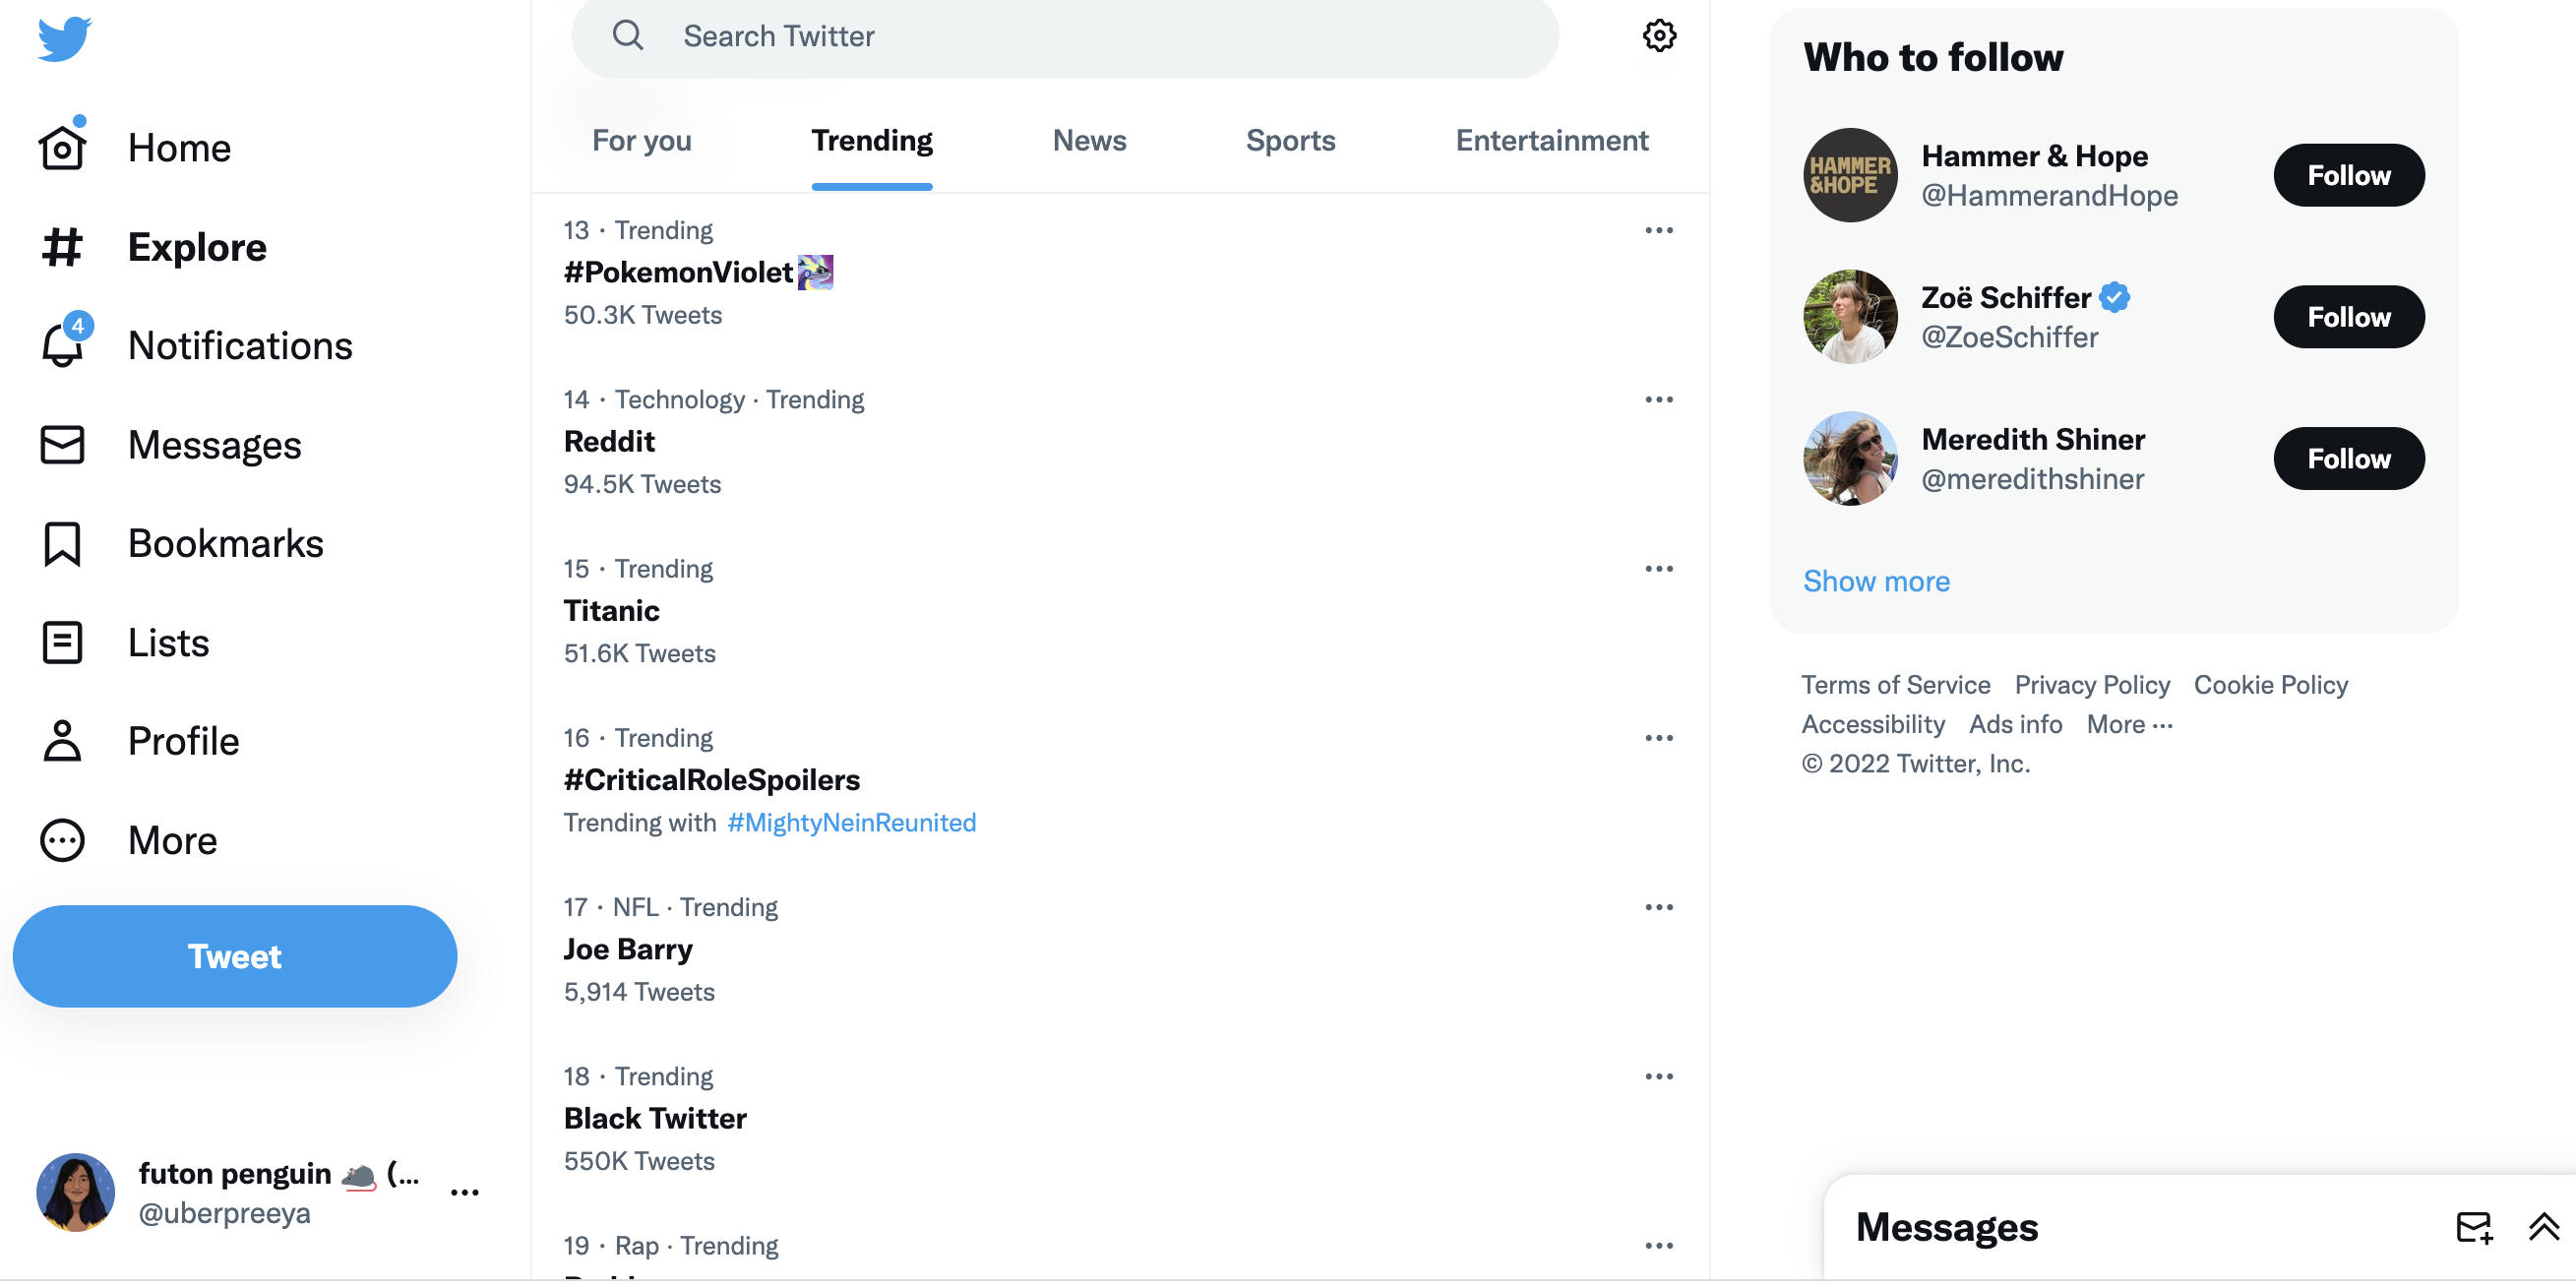 Home
Explore
4
Notifications
Messages
Bookmarks
Lists
Profile
More
Tweet
futon penguin 🐀 (...
@uberpreeya
Search Twitter
For you Trending News Sports Entertainment
13 · Trending
#PokemonViolet
50.3K Tweets
14 · Technology · Trending
Reddit
94.5K Tweets
15 · Trending
Titanic
51.6K Tweets
16 · Trending
#CriticalRoleSpoilers
Trending with #MightyNeinReunited
17 · NFL · Trending
Joe Barry
5,914 Tweets
18 · Trending
Black Twitter
550K Tweets
19 · Rap · Trending
Who to follow
HAMMER
&HOPE
Hammer & Hope
@HammerandHope
Follow
Zoë Schiffer
@ZoeSchiffer
Follow
Meredith Shiner
@meredithshiner
Follow
Show more
Terms of Service Privacy Policy Cookie Policy
Accessibility Ads info More ...
© 2022 Twitter, Inc.
Messages